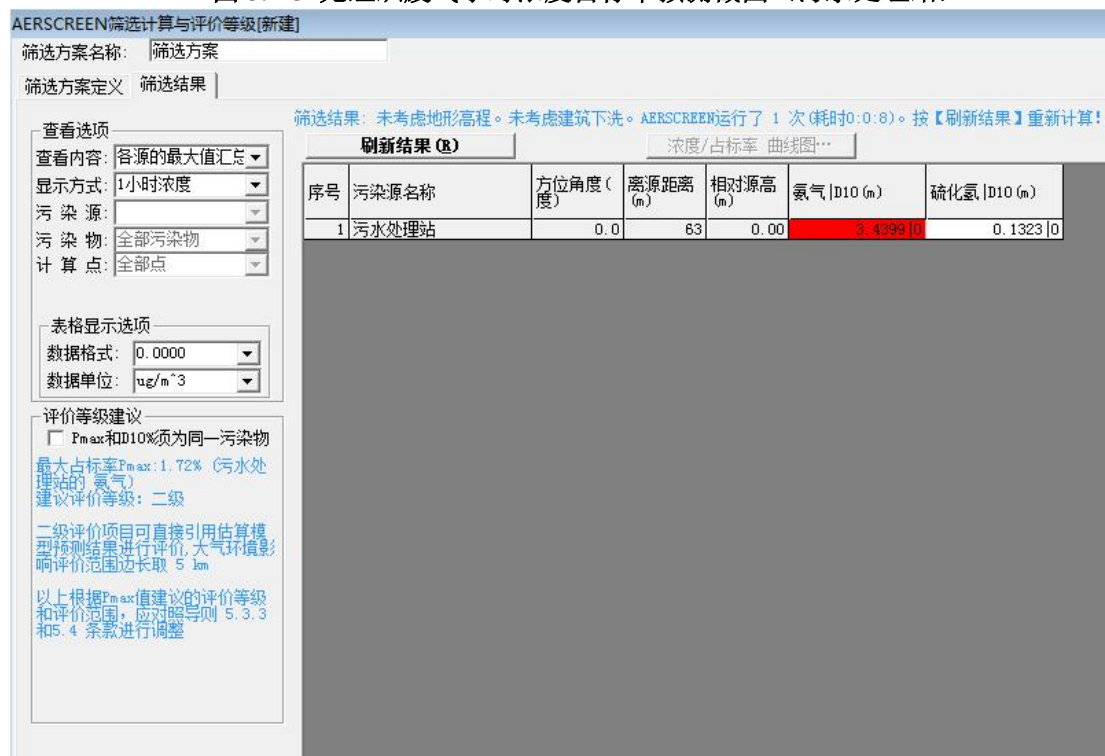 AERSCREEN筛选计算与评价等级[新建]
筛选方案名称: 筛选方案
筛选方案定义 筛选结果
筛选结果: 未考虑地形高程。未考虑建筑下洗。AERSCREEN运行了 1 次(耗时0:0:8)。按【刷新结果】重新计算!
查看选项
查看内容: 各源的最大值汇总
显示方式: 1小时浓度
污 染 源:
污 染 物: 全部污染物
计 算 点: 全部点
表格显示选项
数据格式: 0.0000
数据单位: ug/m^3
评价等级建议
Pmax和D10%须为同一污染物
最大占标率Pmax:1.72% (污水处
理站的 氨气)
建议评价等级: 二级
二级评价项目可直接引用估算模
型预测结果进行评价,大气环境影
响评价范围边长取 5 km
以上根据Pmax值建议的评价等级
和评价范围,应对照导则 5.3.3
和5.4 条款进行调整
刷新结果(R) 浓度/占标率 曲线图…
序号 污染源名称 方位角度(度) 离源距离(m) 相对源高(m) 氨气|D10(m) 硫化氢|D10(m)
1 污水处理站 0.0 63 0.00 3.4399|0 0.1323|0